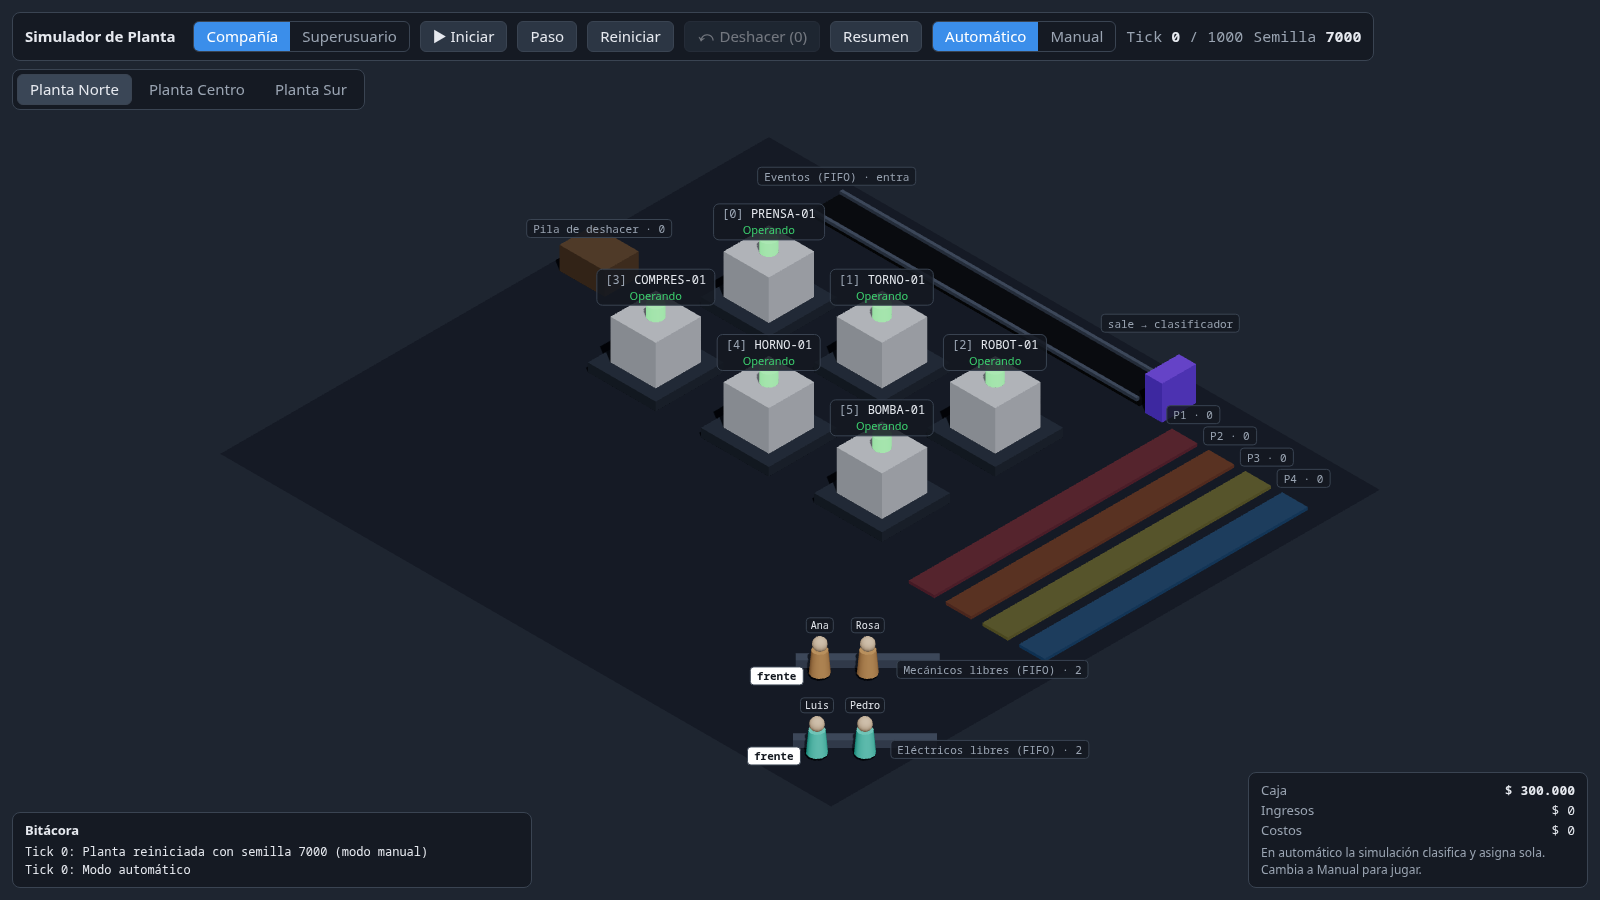 Simulador de Planta
Compañía
Superusuario
▶ Iniciar
Paso
Reiniciar
Deshacer (0)
Resumen
Automático
Manual
Tick 0 / 1000 Semilla 7000
Planta Norte
Planta Centro
Planta Sur
Eventos (FIFO) · entra
[0] PRENSA-01
Operando
Pila de deshacer · 0
[3] COMPRES-01
Operando
[1] TORNO-01
Operando
sale → clasificador
[4] HORNO-01
Operando
[2] ROBOT-01
Operando
[5] BOMBA-01
Operando
P1 · 0
P2 · 0
P3 · 0
P4 · 0
Ana
Rosa
frente
Mecánicos libres (FIFO) · 2
Luis
Pedro
frente
Eléctricos libres (FIFO) · 2
Bitácora
Tick 0: Planta reiniciada con semilla 7000 (modo manual)
Tick 0: Modo automático
Caja $ 300.000
Ingresos $ 0
Costos $ 0
En automático la simulación clasifica y asigna sola.
Cambia a Manual para jugar.